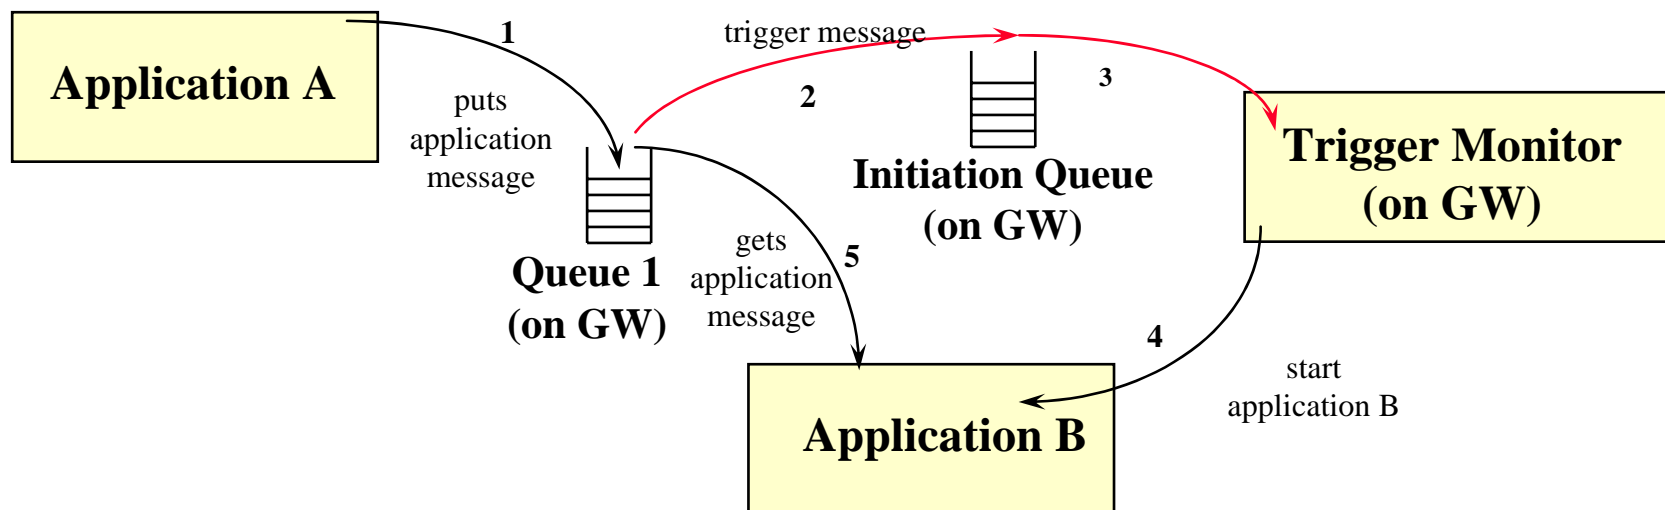 Application A
1
puts
application
message
trigger message
2
3
Initiation Queue
(on GW)
Trigger Monitor
(on GW)
Queue 1
(on GW)
gets
application
message
5
4
start
application B
Application B